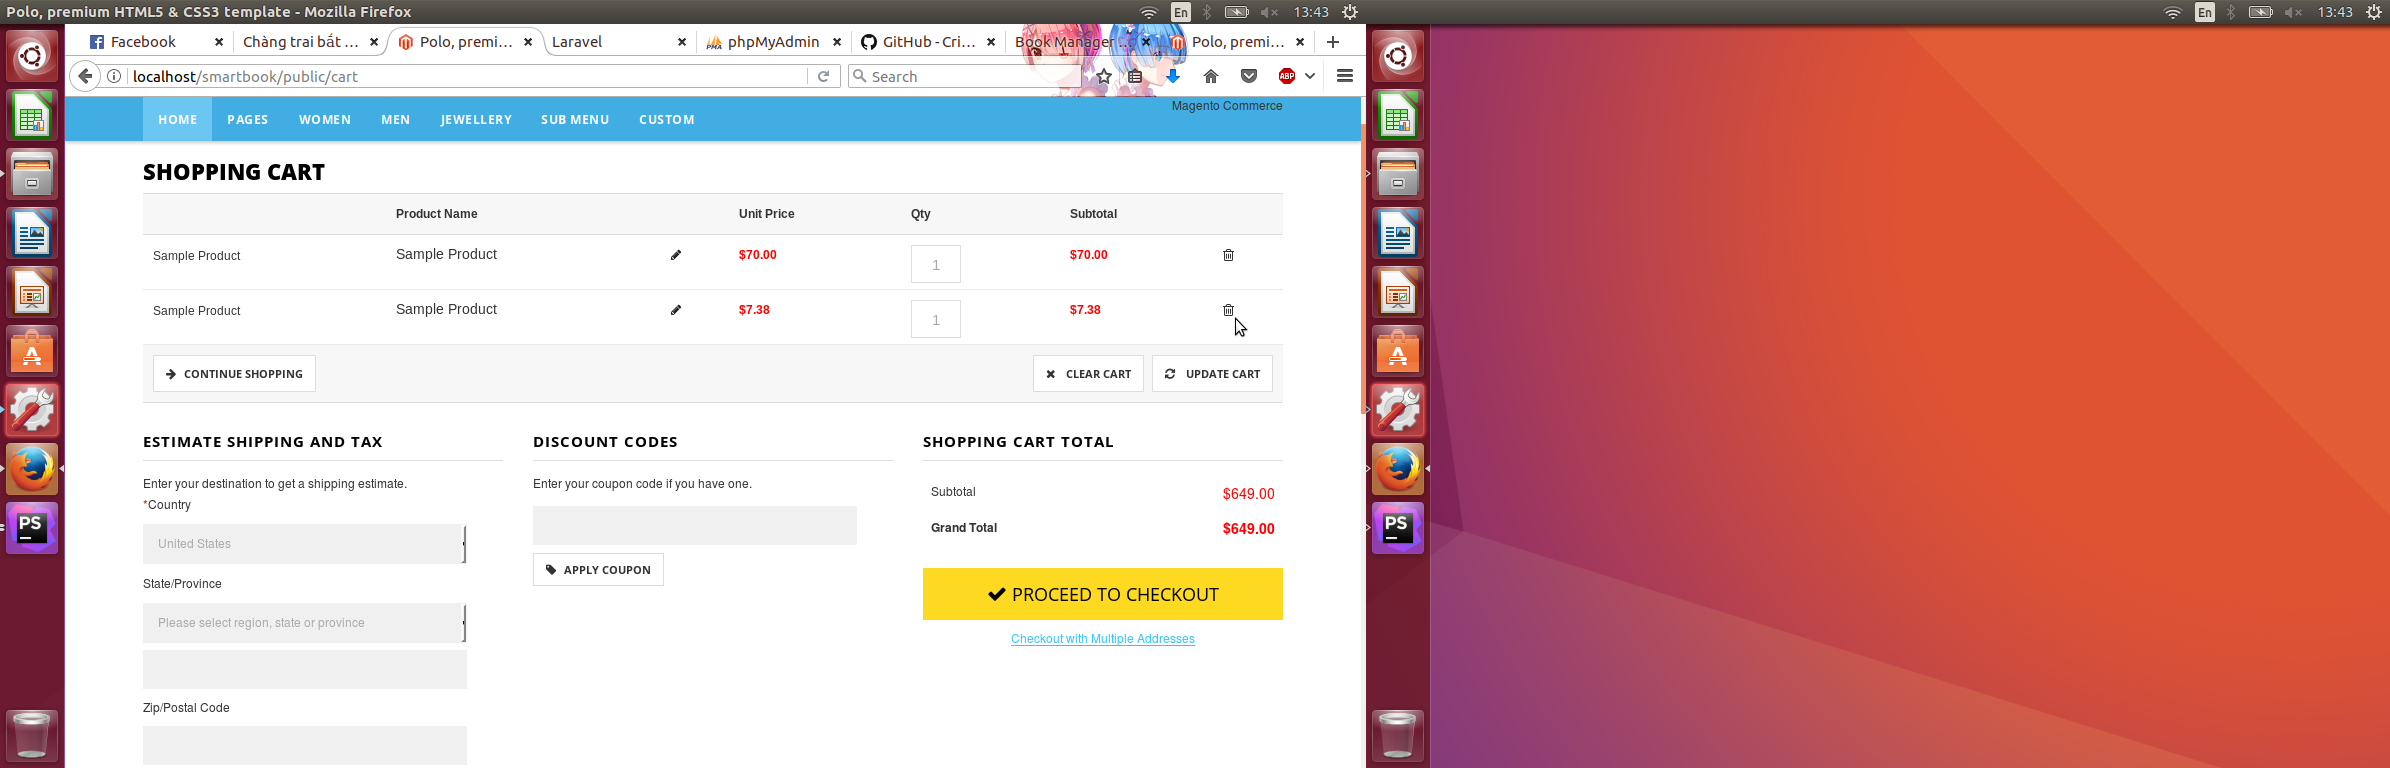 Polo, premium HTML5 & CSS3 template - Mozilla Firefox
En
13:43
En
13:43
Facebook
Chàng trai bắt ...
Polo, premi...
Laravel
phpMyAdmin
GitHub - Cri...
Book Manager ...
Polo, premi...
localhost/smartbook/public/cart
Search
ABP
Magento Commerce
HOME PAGES WOMEN MEN JEWELLERY SUB MENU CUSTOM
SHOPPING CART
Product Name Unit Price Qty Subtotal
Sample Product Sample Product $70.00 1 $70.00
Sample Product Sample Product $7.38 1 $7.38
CONTINUE SHOPPING CLEAR CART UPDATE CART
ESTIMATE SHIPPING AND TAX
Enter your destination to get a shipping estimate.
*Country
United States
State/Province
Please select region, state or province
Zip/Postal Code
DISCOUNT CODES
Enter your coupon code if you have one.
APPLY COUPON
SHOPPING CART TOTAL
Subtotal $649.00
Grand Total $649.00
PROCEED TO CHECKOUT
Checkout with Multiple Addresses
PS
PS